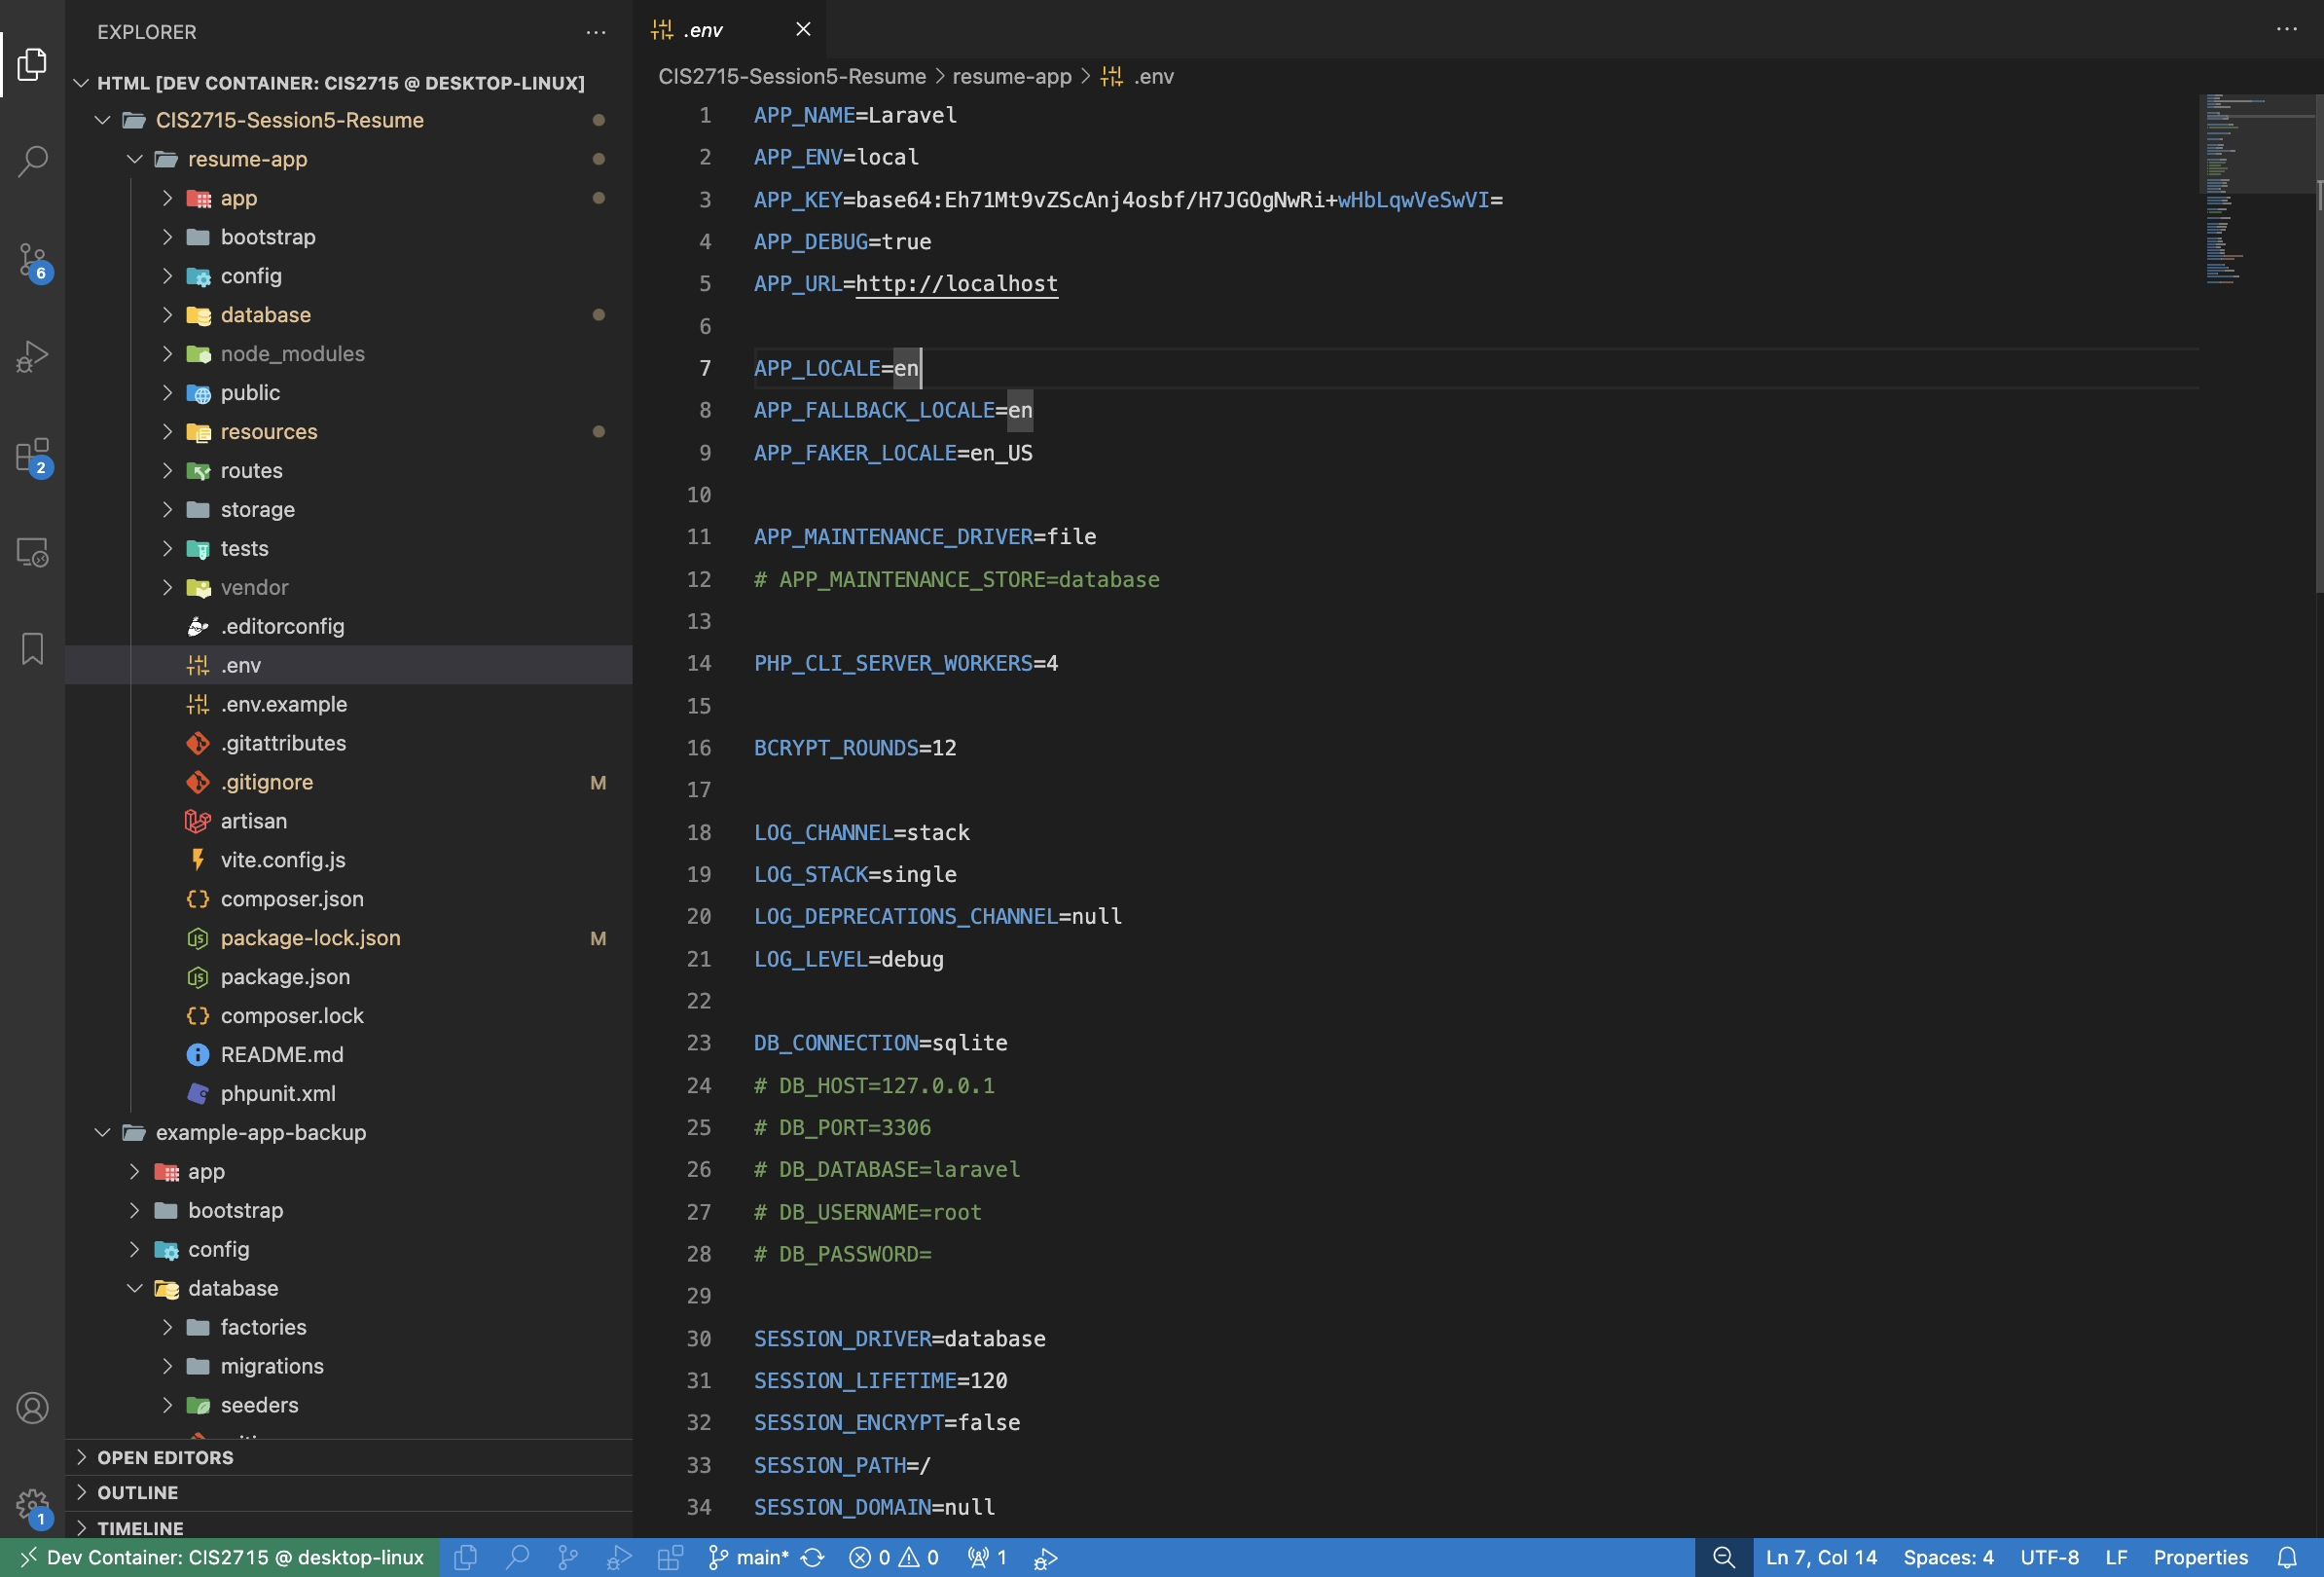 EXPLORER
HTML [DEV CONTAINER: CIS2715 @ DESKTOP-LINUX]
CIS2715-Session5-Resume
resume-app
app
bootstrap
config
database
node_modules
public
resources
routes
storage
tests
vendor
.editorconfig
.env
.env.example
.gitattributes
.gitignore M
artisan
vite.config.js
composer.json
package-lock.json M
package.json
composer.lock
README.md
phpunit.xml
example-app-backup
app
bootstrap
config
database
factories
migrations
seeders
OPEN EDITORS
OUTLINE
TIMELINE
6
2
1
.env
CIS2715-Session5-Resume > resume-app > .env
1 APP_NAME=Laravel
2 APP_ENV=local
3 APP_KEY=base64:Eh71Mt9vZScAnj4osbf/H7JGOgNwRi+wHbLqwVeSwVI=
4 APP_DEBUG=true
5 APP_URL=http://localhost
6
7 APP_LOCALE=en
8 APP_FALLBACK_LOCALE=en
9 APP_FAKER_LOCALE=en_US
10
11 APP_MAINTENANCE_DRIVER=file
12 # APP_MAINTENANCE_STORE=database
13
14 PHP_CLI_SERVER_WORKERS=4
15
16 BCRYPT_ROUNDS=12
17
18 LOG_CHANNEL=stack
19 LOG_STACK=single
20 LOG_DEPRECATIONS_CHANNEL=null
21 LOG_LEVEL=debug
22
23 DB_CONNECTION=sqlite
24 # DB_HOST=127.0.0.1
25 # DB_PORT=3306
26 # DB_DATABASE=laravel
27 # DB_USERNAME=root
28 # DB_PASSWORD=
29
30 SESSION_DRIVER=database
31 SESSION_LIFETIME=120
32 SESSION_ENCRYPT=false
33 SESSION_PATH=/
34 SESSION_DOMAIN=null
Dev Container: CIS2715 @ desktop-linux main* 0 0 1 Ln 7, Col 14 Spaces: 4 UTF-8 LF Properties